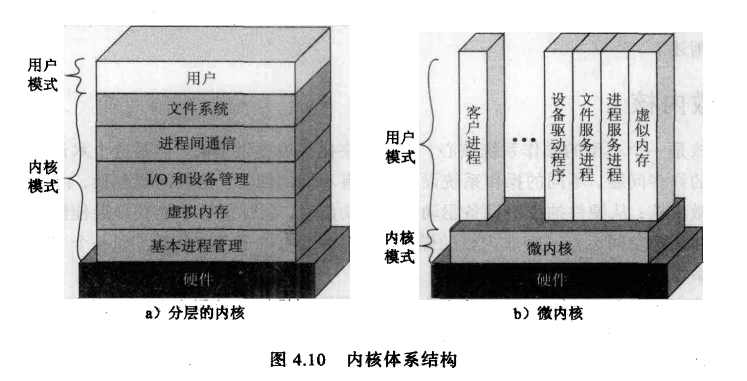 用户
模式
内核
模式
用户
文件系统
进程间通信
I/O 和设备管理
虚拟内存
基本进程管理
硬件
a）分层的内核
用户模式
内核
模式
客户进程
…
设备驱动程序
文件服务进程
进程服务进程
虚似内存
微内核
硬件
b）微内核
图 4.10 内核体系结构